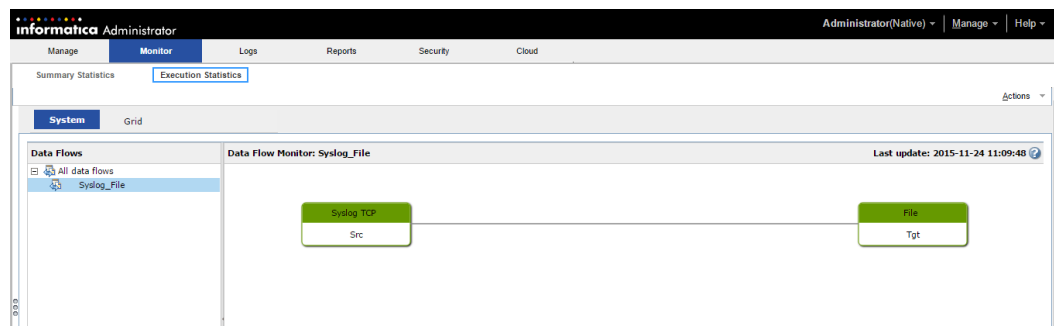 informatica Administrator Administrator(Native) Manage Help
Manage Monitor Logs Reports Security Cloud
Summary Statistics Execution Statistics
Actions
System Grid
Data Flows Data Flow Monitor: Syslog_File Last update: 2015-11-24 11:09:48
All data flows
Syslog_File
Syslog TCP File
Src Tgt